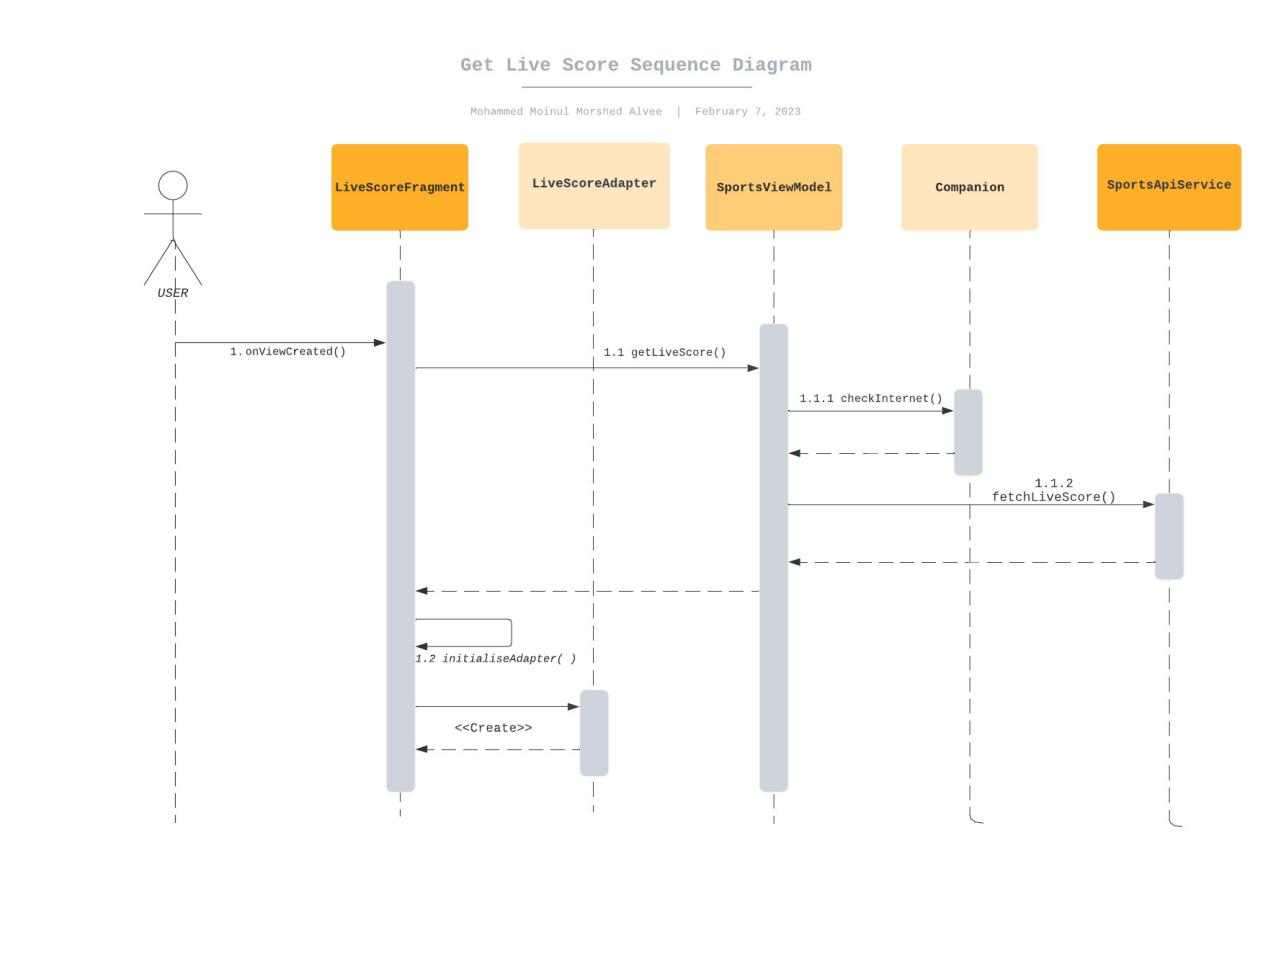 Get Live Score Sequence Diagram
Mohammed Moinul Morshed Alvee | February 7, 2023
LiveScoreFragment
LiveScoreAdapter
SportsViewModel
Companion
SportsApiService
USER
1.onViewCreated()
1.1 getLiveScore()
1.1.1 checkInternet()
1.1.2
fetchLiveScore()
1.2 initialiseAdapter( )
<<Create>>